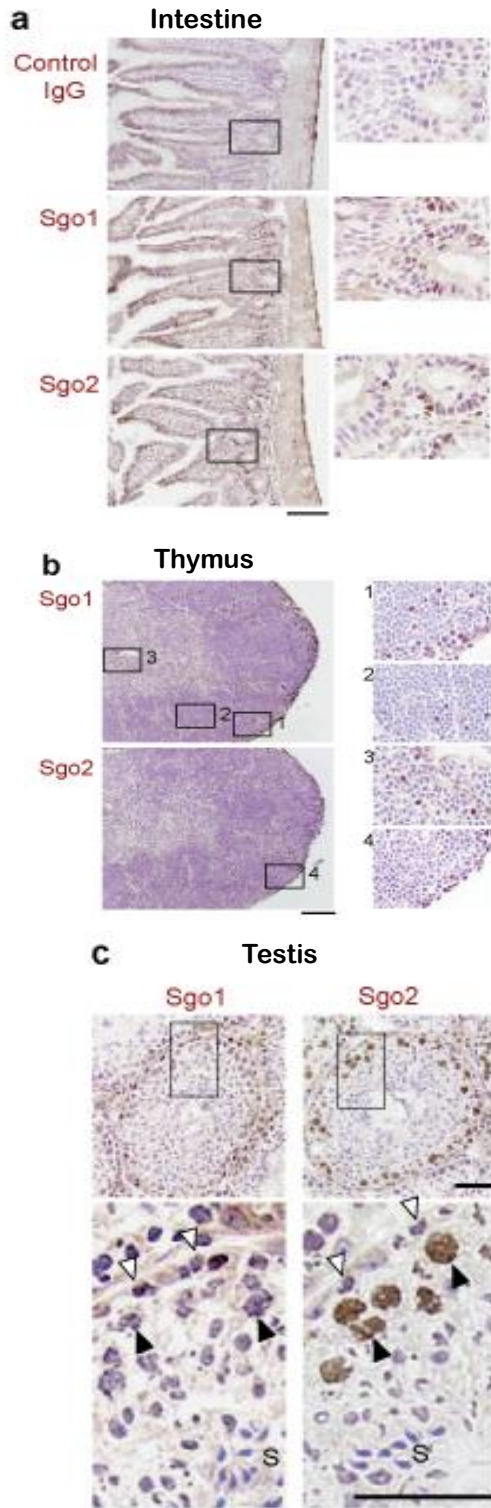 a Intestine
Control
IgG
Sgo1
Sgo2
b Thymus
Sgo1
3
2
1
Sgo2
4
1
2
3
4
c Testis
Sgo1 Sgo2
S S